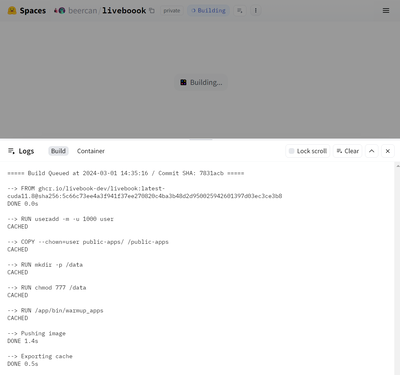 Spaces beercan/liveboook private Building
Building...
Logs Build Container Lock scroll Clear
===== Build Queued at 2024-03-01 14:35:16 / Commit SHA: 7831acb =====
--> FROM ghcr.io/livebook-dev/livebook:latest-
cuda11.8@sha256:5c66c73ee4a3f941f37ee270820c4ba3b48d2d950025942601397d03ec3ce3b8
DONE 0.0s
--> RUN useradd -m -u 1000 user
CACHED
--> COPY --chown=user public-apps/ /public-apps
CACHED
--> RUN mkdir -p /data
CACHED
--> RUN chmod 777 /data
CACHED
--> RUN /app/bin/warmup_apps
CACHED
--> Pushing image
DONE 1.4s
--> Exporting cache
DONE 0.5s